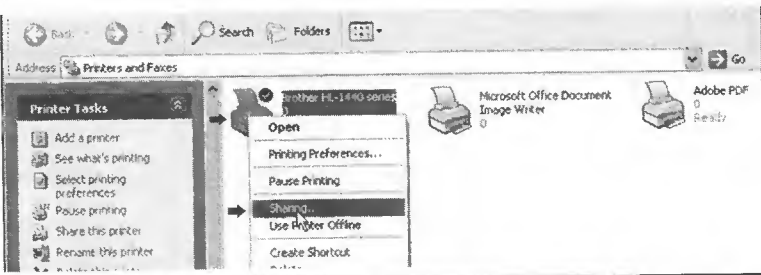 Back Search Folders
Address Printers and Faxes Go
Printer Tasks
Add a printer
See what's printing
Select printing
preferences
Pause printing
Share this printer
Rename this printer
Brother HL-1440 series
0
Open
Printing Preferences...
Pause Printing
Sharing...
Use Printer Offline
Create Shortcut
Microsoft Office Document
Image Writer
0
Adobe PDF
0
Ready